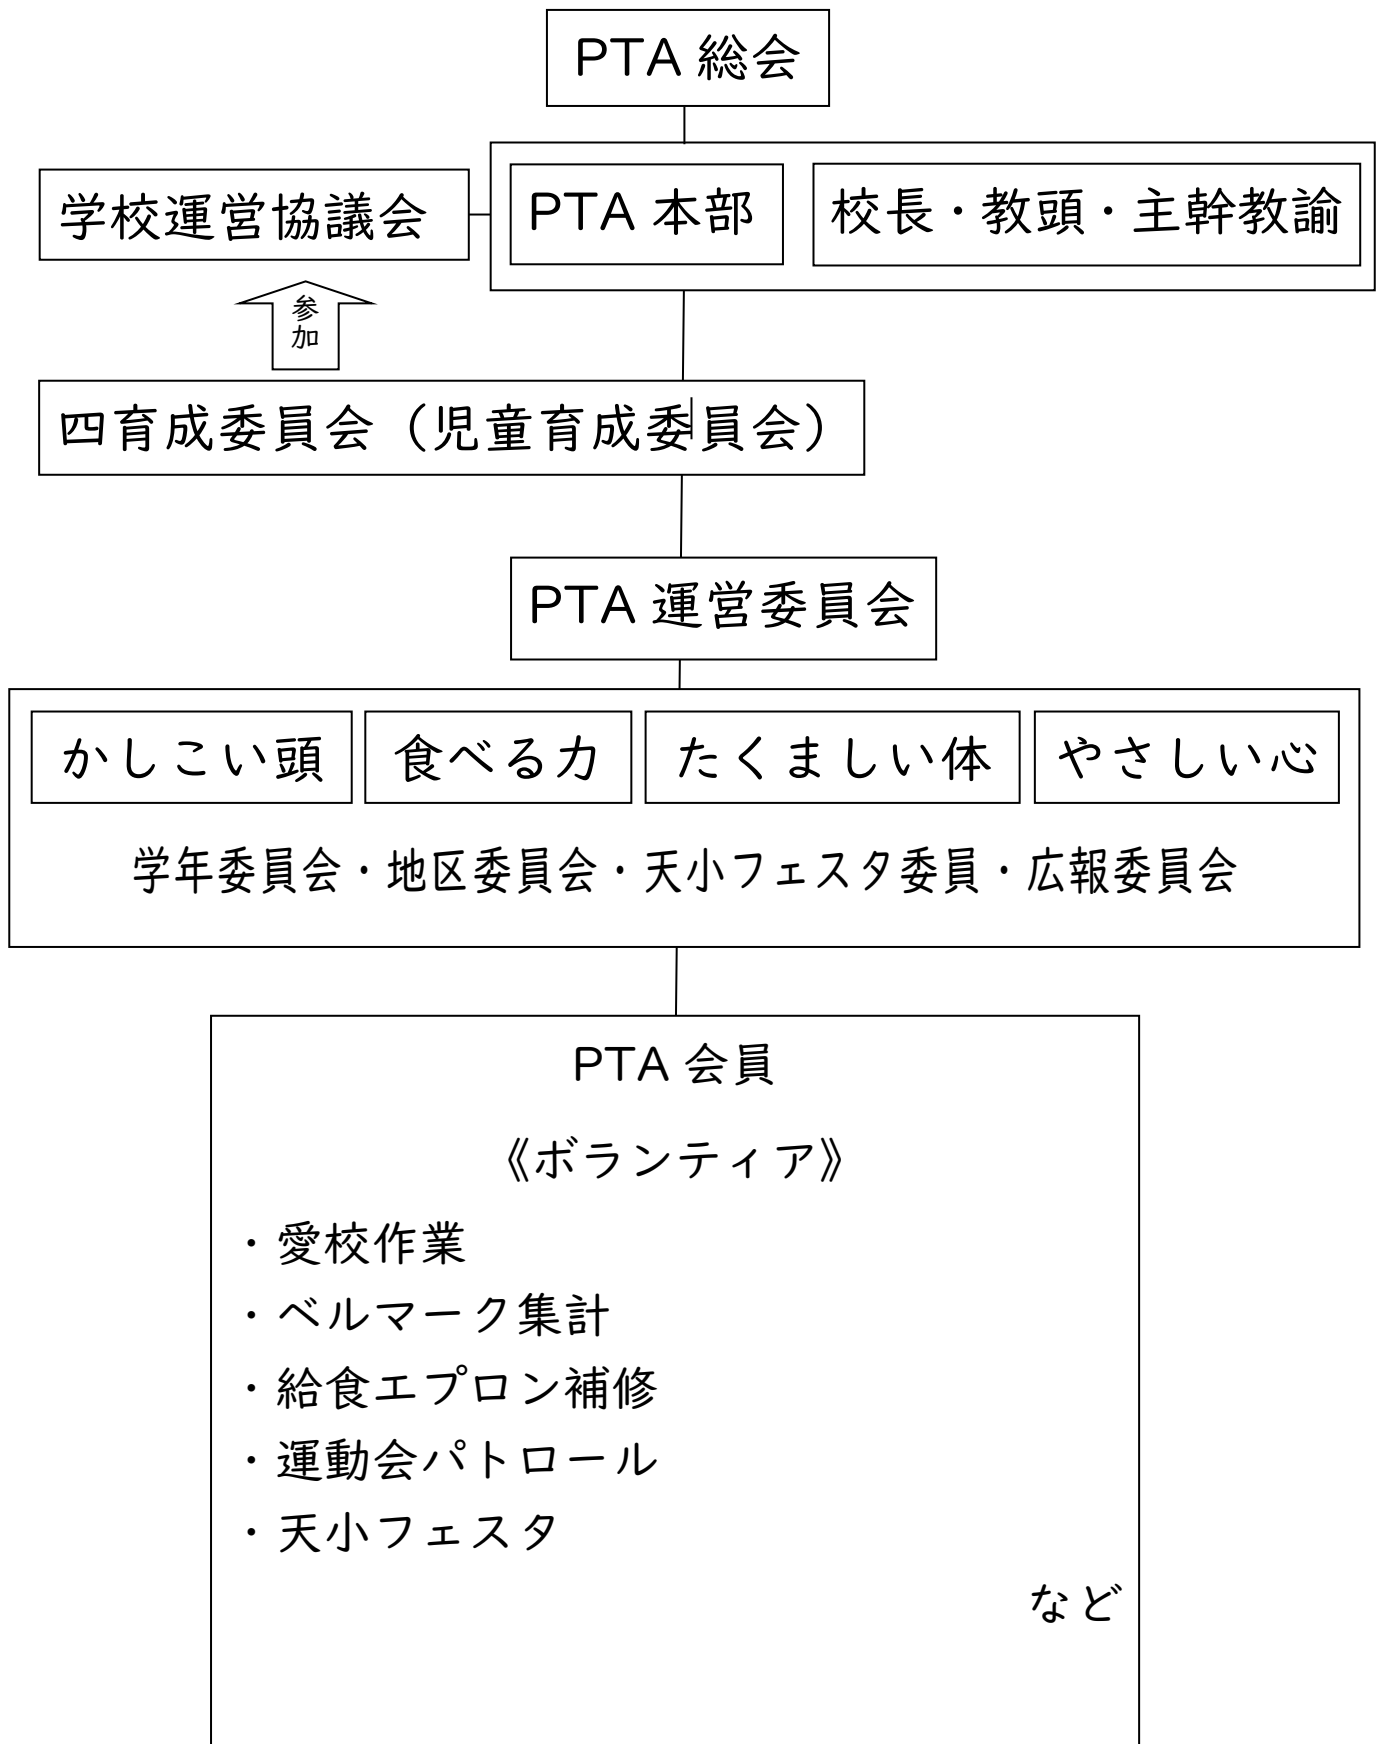 PTA 総会
学校運営協議会
PTA 本部
校長・教頭・主幹教諭
参加
四育成委員会（児童育成委員会）
PTA 運営委員会
かしこい頭
食べる力
たくましい体
やさしい心
学年委員会・地区委員会・天小フェスタ委員・広報委員会
PTA 会員
《ボランティア》
・愛校作業
・ベルマーク集計
・給食エプロン補修
・運動会パトロール
・天小フェスタ
など